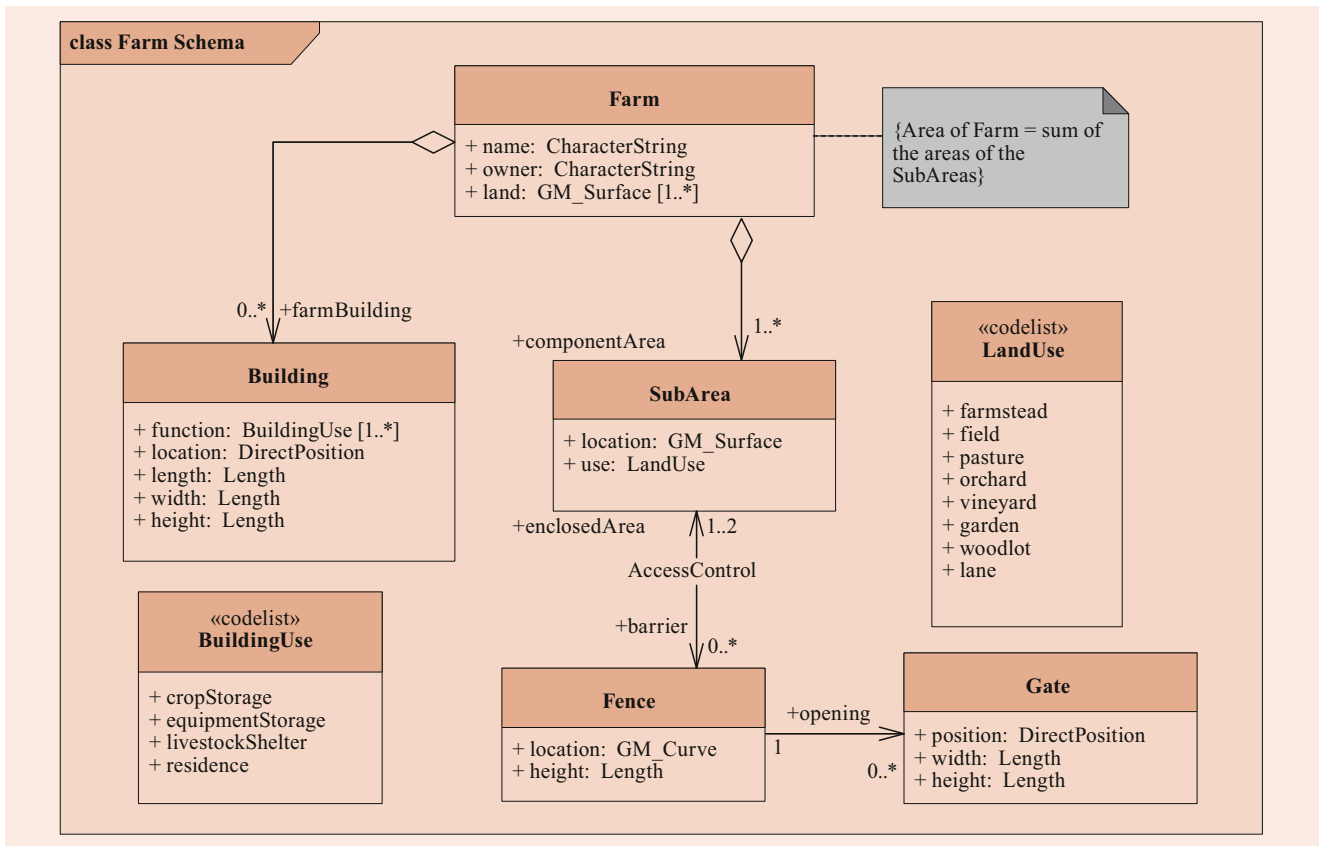 class Farm Schema
Farm
+ name: CharacterString
+ owner: CharacterString
+ land: GM_Surface [1..*]
{Area of Farm = sum of
the areas of the
SubAreas}
0..*
+farmBuilding
1..*
+componentArea
Building
+ function: BuildingUse [1..*]
+ location: DirectPosition
+ length: Length
+ width: Length
+ height: Length
SubArea
+ location: GM_Surface
+ use: LandUse
«codelist»
LandUse
+ farmstead
+ field
+ pasture
+ orchard
+ vineyard
+ garden
+ woodlot
+ lane
+enclosedArea
1..2
AccessControl
+barrier
0..*
«codelist»
BuildingUse
+ cropStorage
+ equipmentStorage
+ livestockShelter
+ residence
Fence
+ location: GM_Curve
+ height: Length
+opening
1
0..*
Gate
+ position: DirectPosition
+ width: Length
+ height: Length